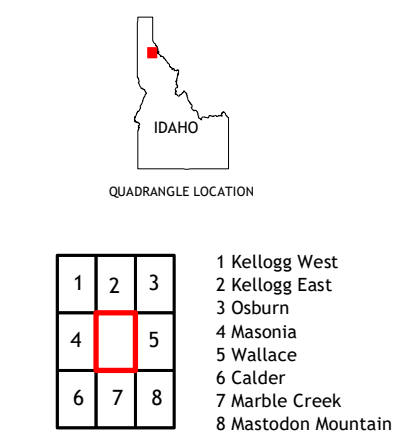 IDAHO
QUADRANGLE LOCATION
1 2 3
4 5
6 7 8
1 Kellogg West
2 Kellogg East
3 Osburn
4 Masonia
5 Wallace
6 Calder
7 Marble Creek
8 Mastodon Mountain